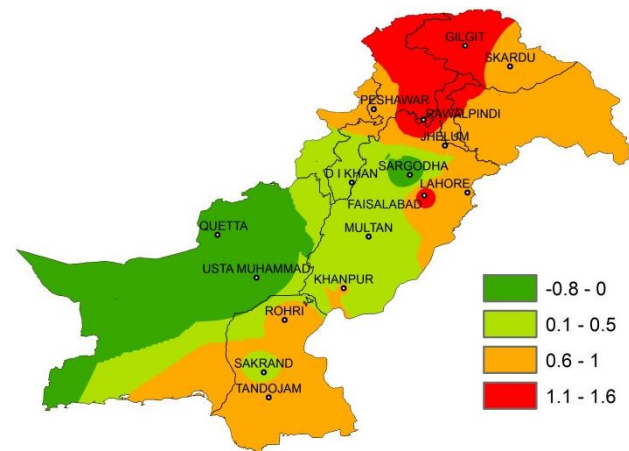 GILGIT
SKARDU
PESHAWAR
RAWALPINDI
JHELUM
SARGODHA
D I KHAN
LAHORE
FAISALABAD
QUETTA
MULTAN
USTA MUHAMMAD
KHANPUR
ROHRI
SAKRAND
TANDOJAM
-0.8 - 0
0.1 - 0.5
0.6 - 1
1.1 - 1.6